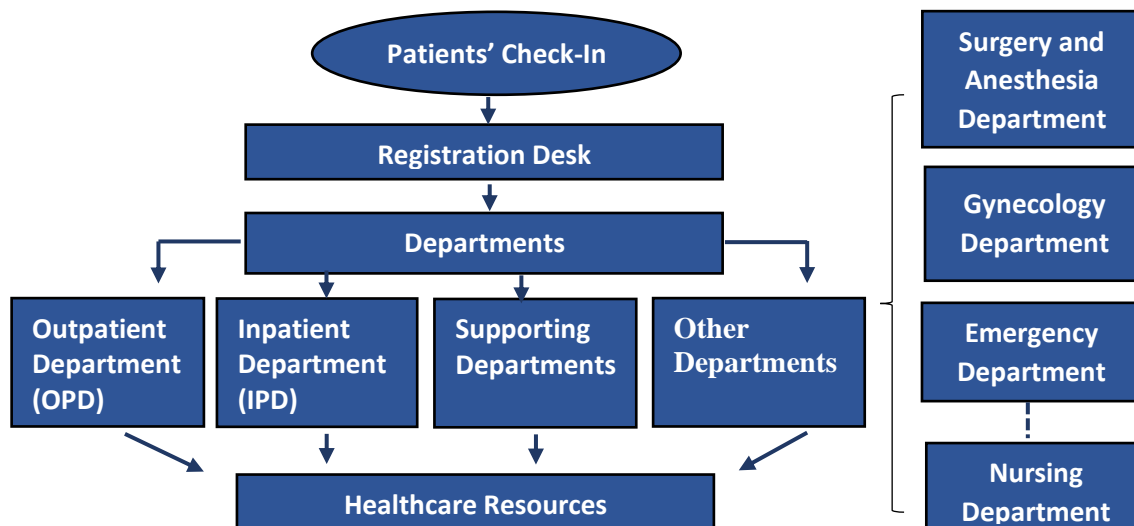 Patients’ Check-In
Registration Desk
Departments
Outpatient
Department
(OPD)
Inpatient
Department
(IPD)
Supporting
Departments
Other
Departments
Healthcare Resources
Surgery and
Anesthesia
Department
Gynecology
Department
Emergency
Department
Nursing
Department